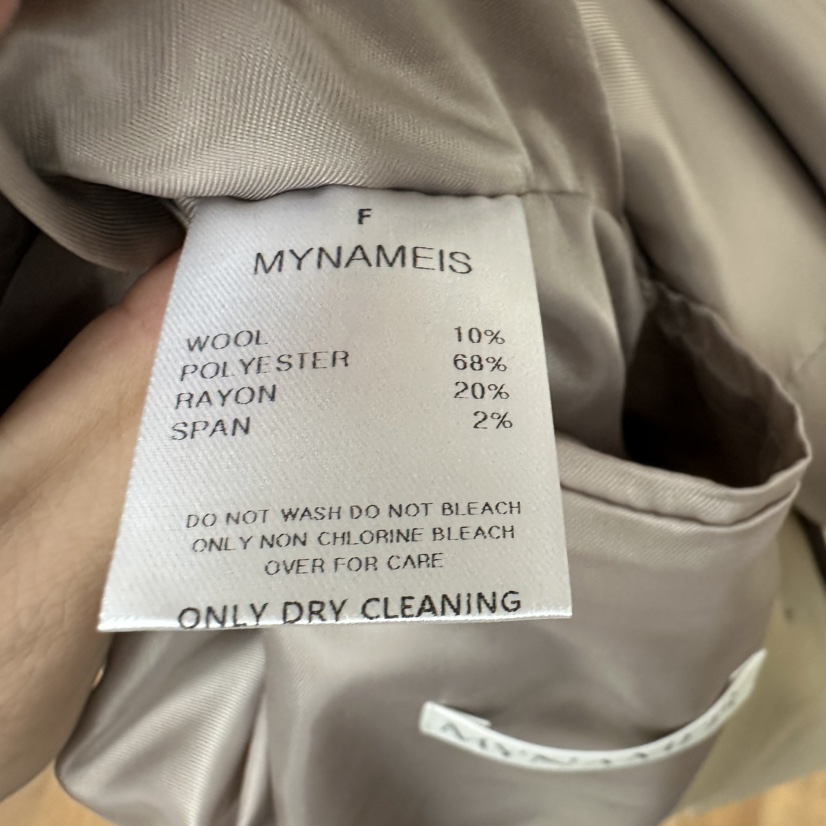 F
MYNAMEIS
WOOL 10%
POLYESTER 68%
RAYON 20%
SPAN 2%
DO NOT WASH DO NOT BLEACH
ONLY NON CHLORINE BLEACH
OVER FOR CARE
ONLY DRY CLEANING